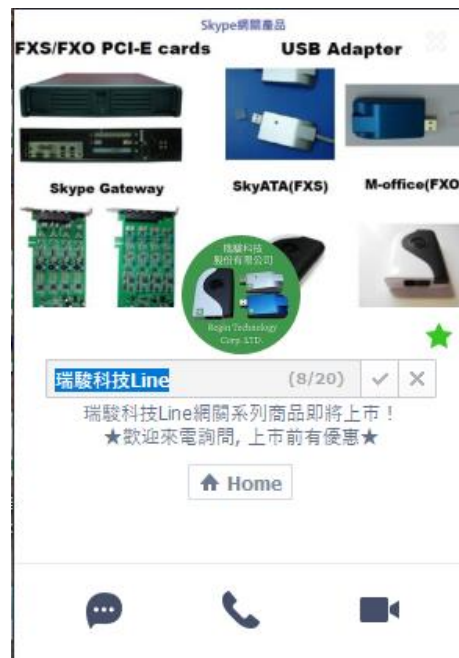 Skype網關產品
FXS/FXO PCI-E cards
USB Adapter
Skype Gateway
SkyATA(FXS)
M-office(FXO
瑞駿科技
股份有限公司
Regin Technology
Corp. LTD.
瑞駿科技Line
(8/20)
瑞駿科技Line網關系列商品即將上市！
★歡迎來電詢問, 上市前有優惠★
Home